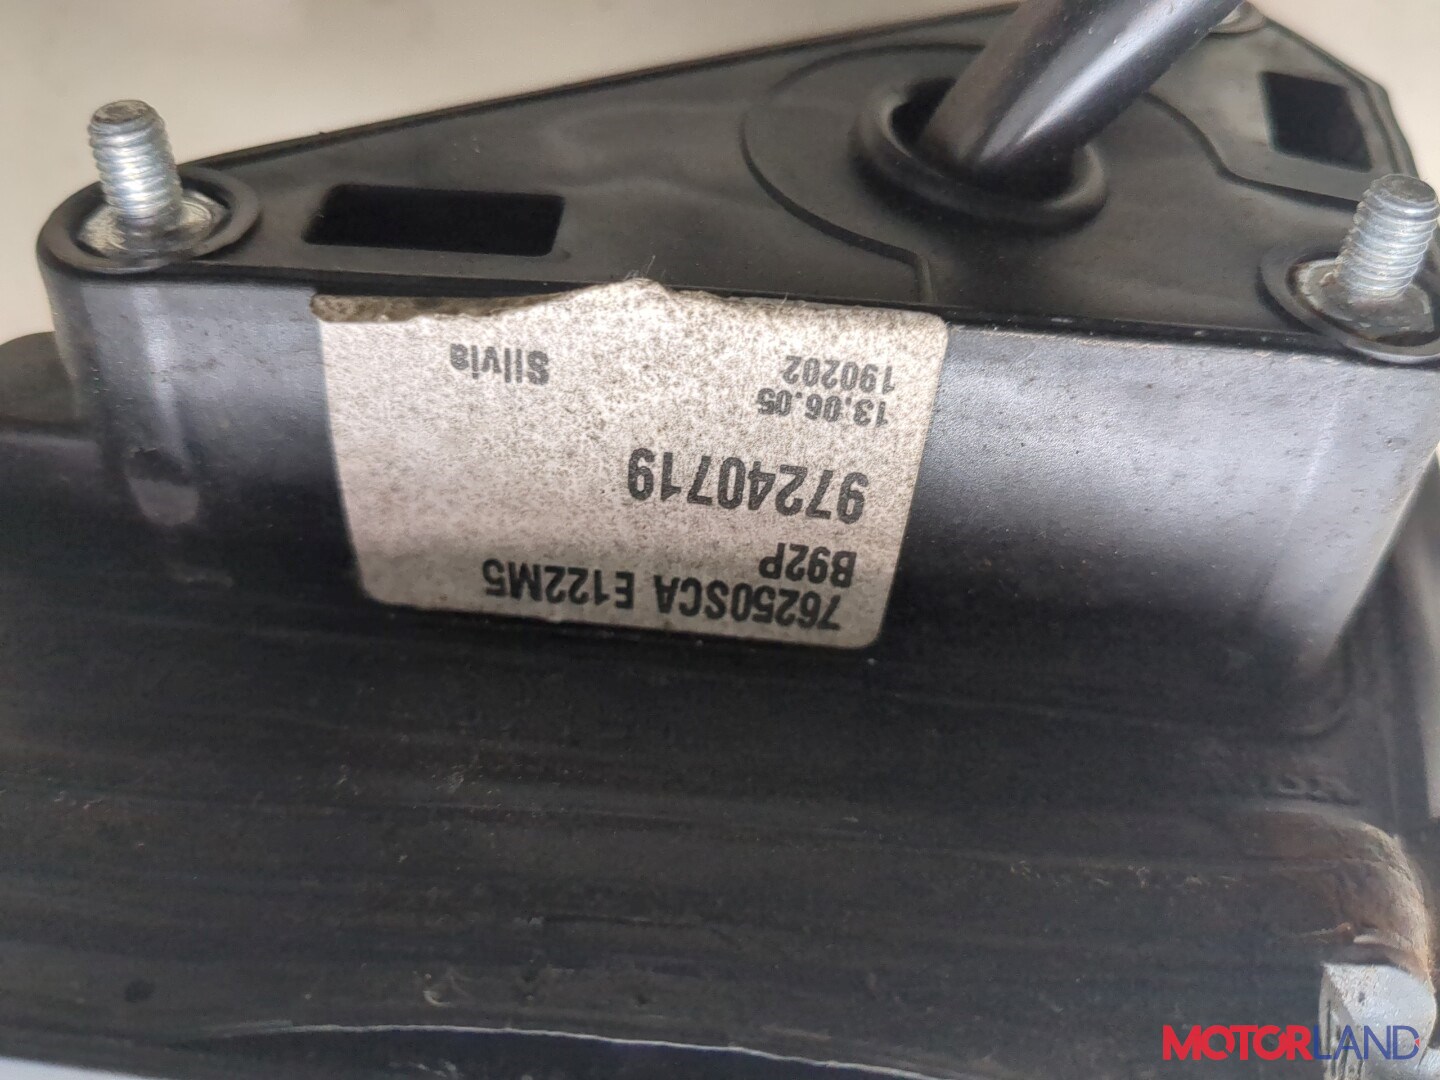 76250SCA E122M5
B92P
97240719
13.06.05
190202
Silvia
MOTORLAND